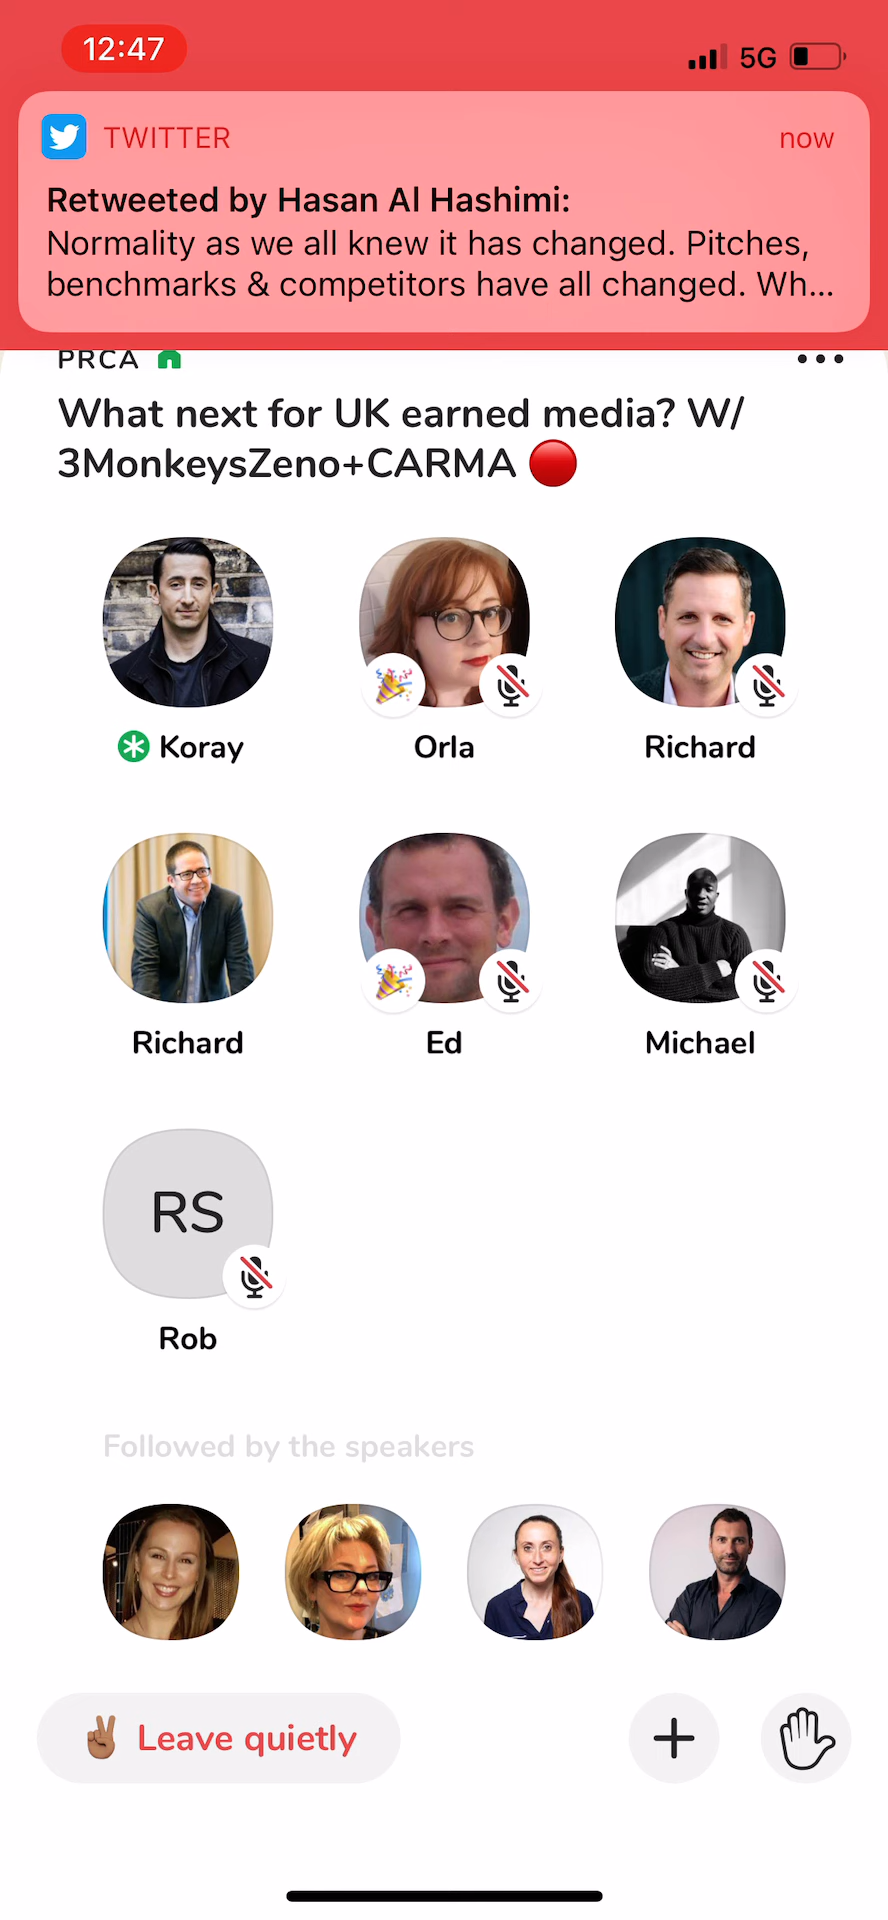 12:47
5G
TWITTER
now
Retweeted by Hasan Al Hashimi:
Normality as we all knew it has changed. Pitches,
benchmarks & competitors have all changed. Wh...
PRCA
What next for UK earned media? W/
3MonkeysZeno+CARMA
Koray
Orla
Richard
Richard
Ed
Michael
RS
Rob
Followed by the speakers
Leave quietly